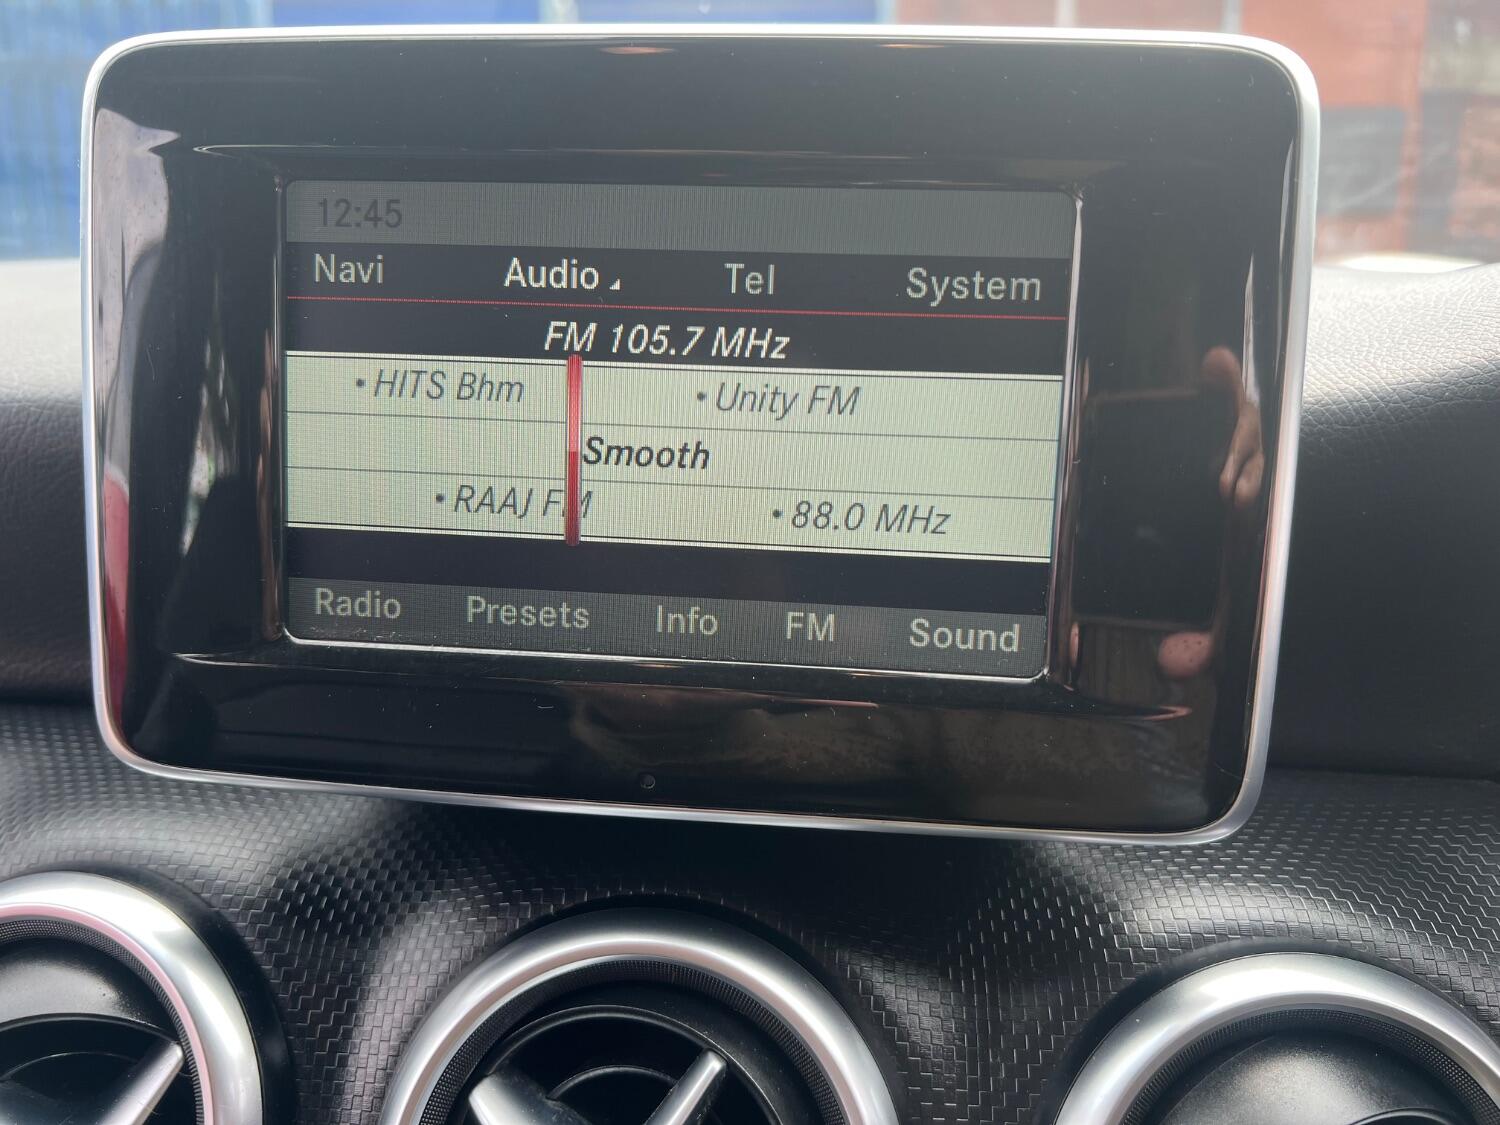 12:45
Navi Audio Tel System
FM 105.7 MHz
• HITS Bhm • Unity FM
Smooth
• RAAJ FM • 88.0 MHz
Radio Presets Info FM Sound